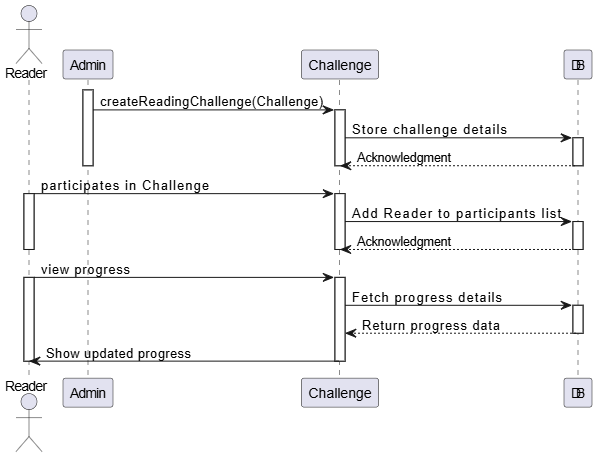 Reader
Admin
Challenge
DB
createReadingChallenge(Challenge)
Store challenge details
Acknowledgment
participates in Challenge
Add Reader to participants list
Acknowledgment
view progress
Fetch progress details
Return progress data
Show updated progress
Reader
Admin
Challenge
DB